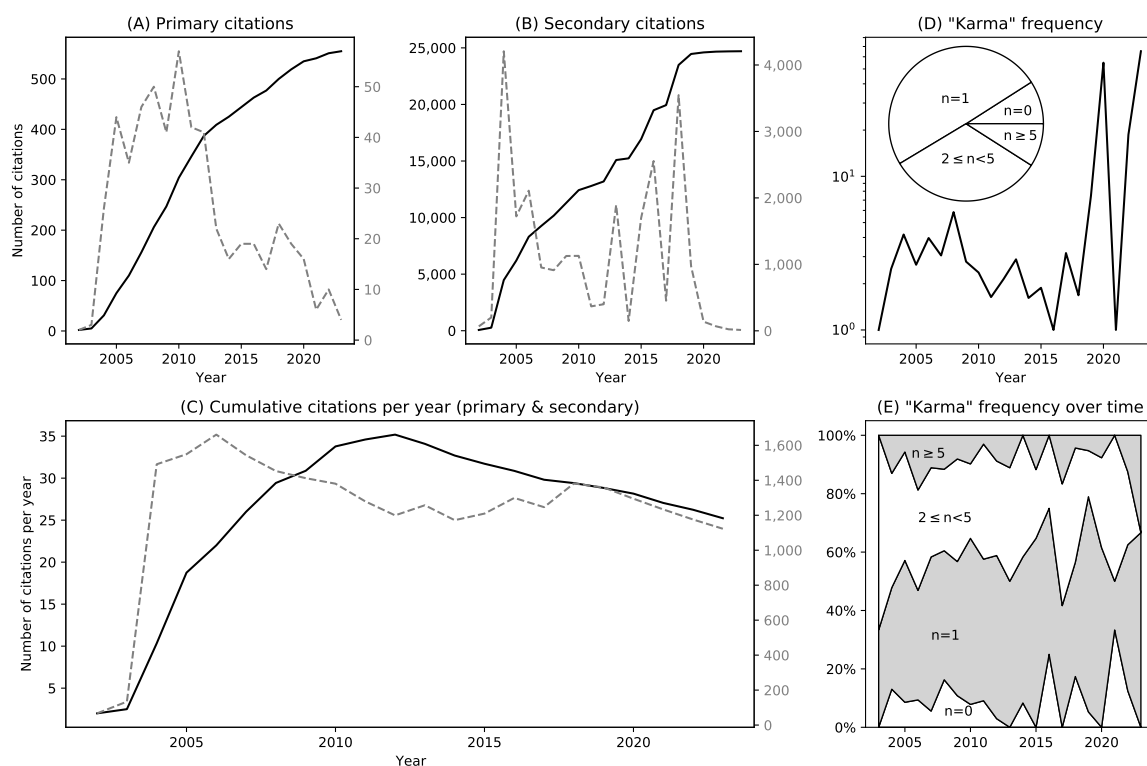 (A) Primary citations
Number of citations
500
400
300
200
100
0
50
40
30
20
10
0
2005 2010 2015 2020
Year
(B) Secondary citations
25,000
20,000
15,000
10,000
5,000
0
4,000
3,000
2,000
1,000
0
2005 2010 2015 2020
Year
(D) "Karma" frequency
10¹
10⁰
n=1
n=0
n ≥ 5
2 ≤ n<5
2005 2010 2015 2020
Year
(C) Cumulative citations per year (primary & secondary)
Number of citations per year
35
30
25
20
15
10
5
1,600
1,400
1,200
1,000
800
600
400
200
0
2005 2010 2015 2020
Year
(E) "Karma" frequency over time
100%
80%
60%
40%
20%
0%
n ≥ 5
2 ≤ n<5
n=1
n=0
2005 2010 2015 2020
Year